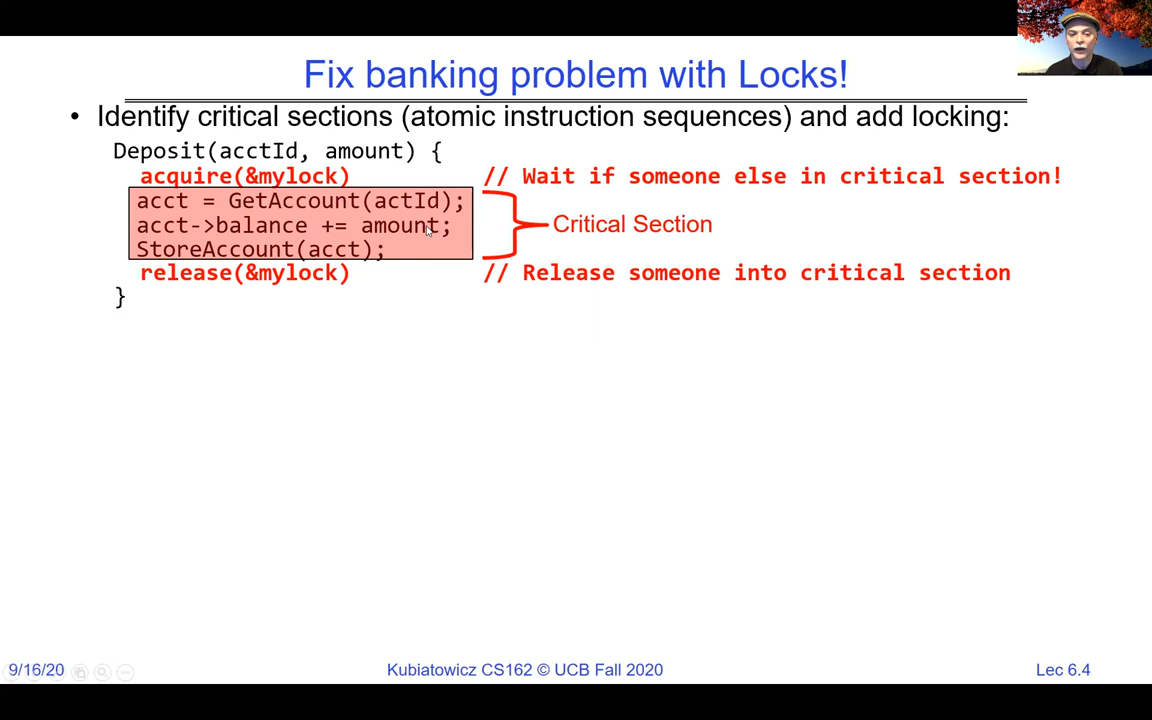 Fix banking problem with Locks!
• Identify critical sections (atomic instruction sequences) and add locking:
Deposit(acctId, amount) {
acquire(&mylock) // Wait if someone else in critical section!
acct = GetAccount(actId);
acct->balance += amount;
Critical Section
StoreAccount(acct);
release(&mylock) // Release someone into critical section
}
9/16/20 Kubiatowicz CS162 © UCB Fall 2020 Lec 6.4